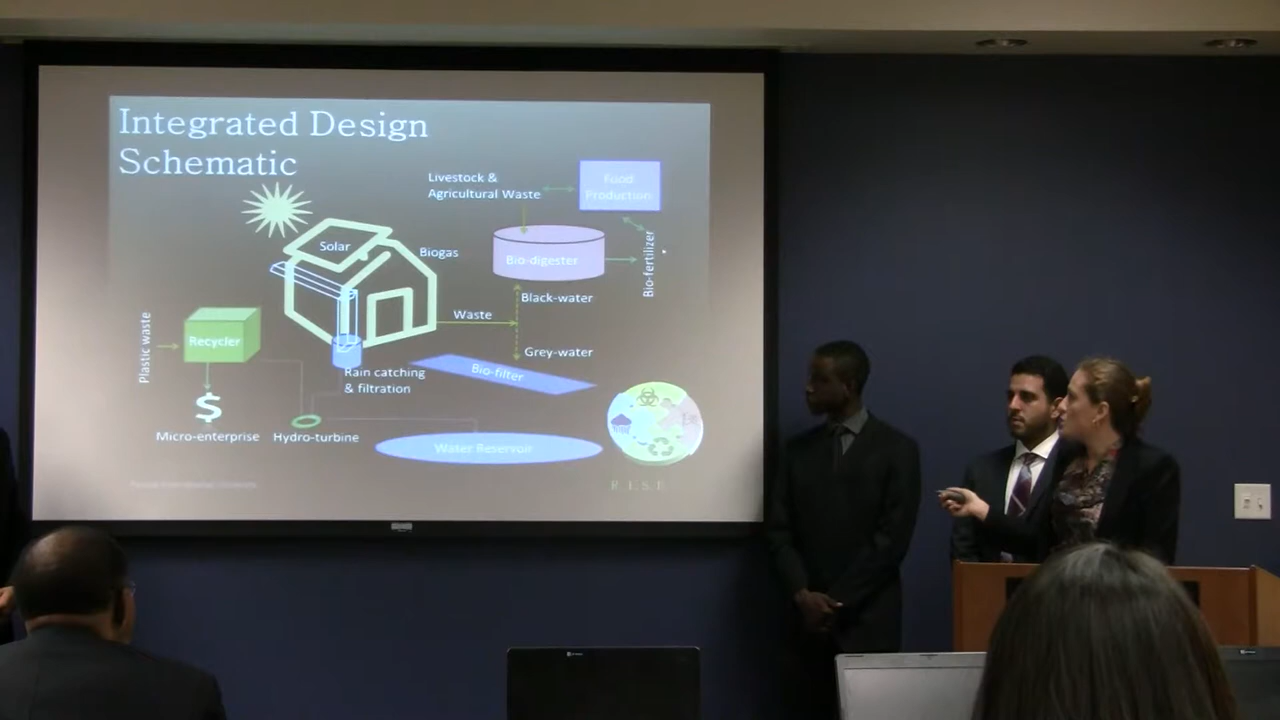 Integrated Design
Schematic
Livestock &
Agricultural Waste
Food
Production
Solar
Biogas
Bio-digester
Bio-fertilizer
Black-water
Waste
Plastic waste
Recycler
Grey-water
Rain catching
& filtration
Bio-filter
$
Micro-enterprise
Hydro-turbine
Water Reservoir